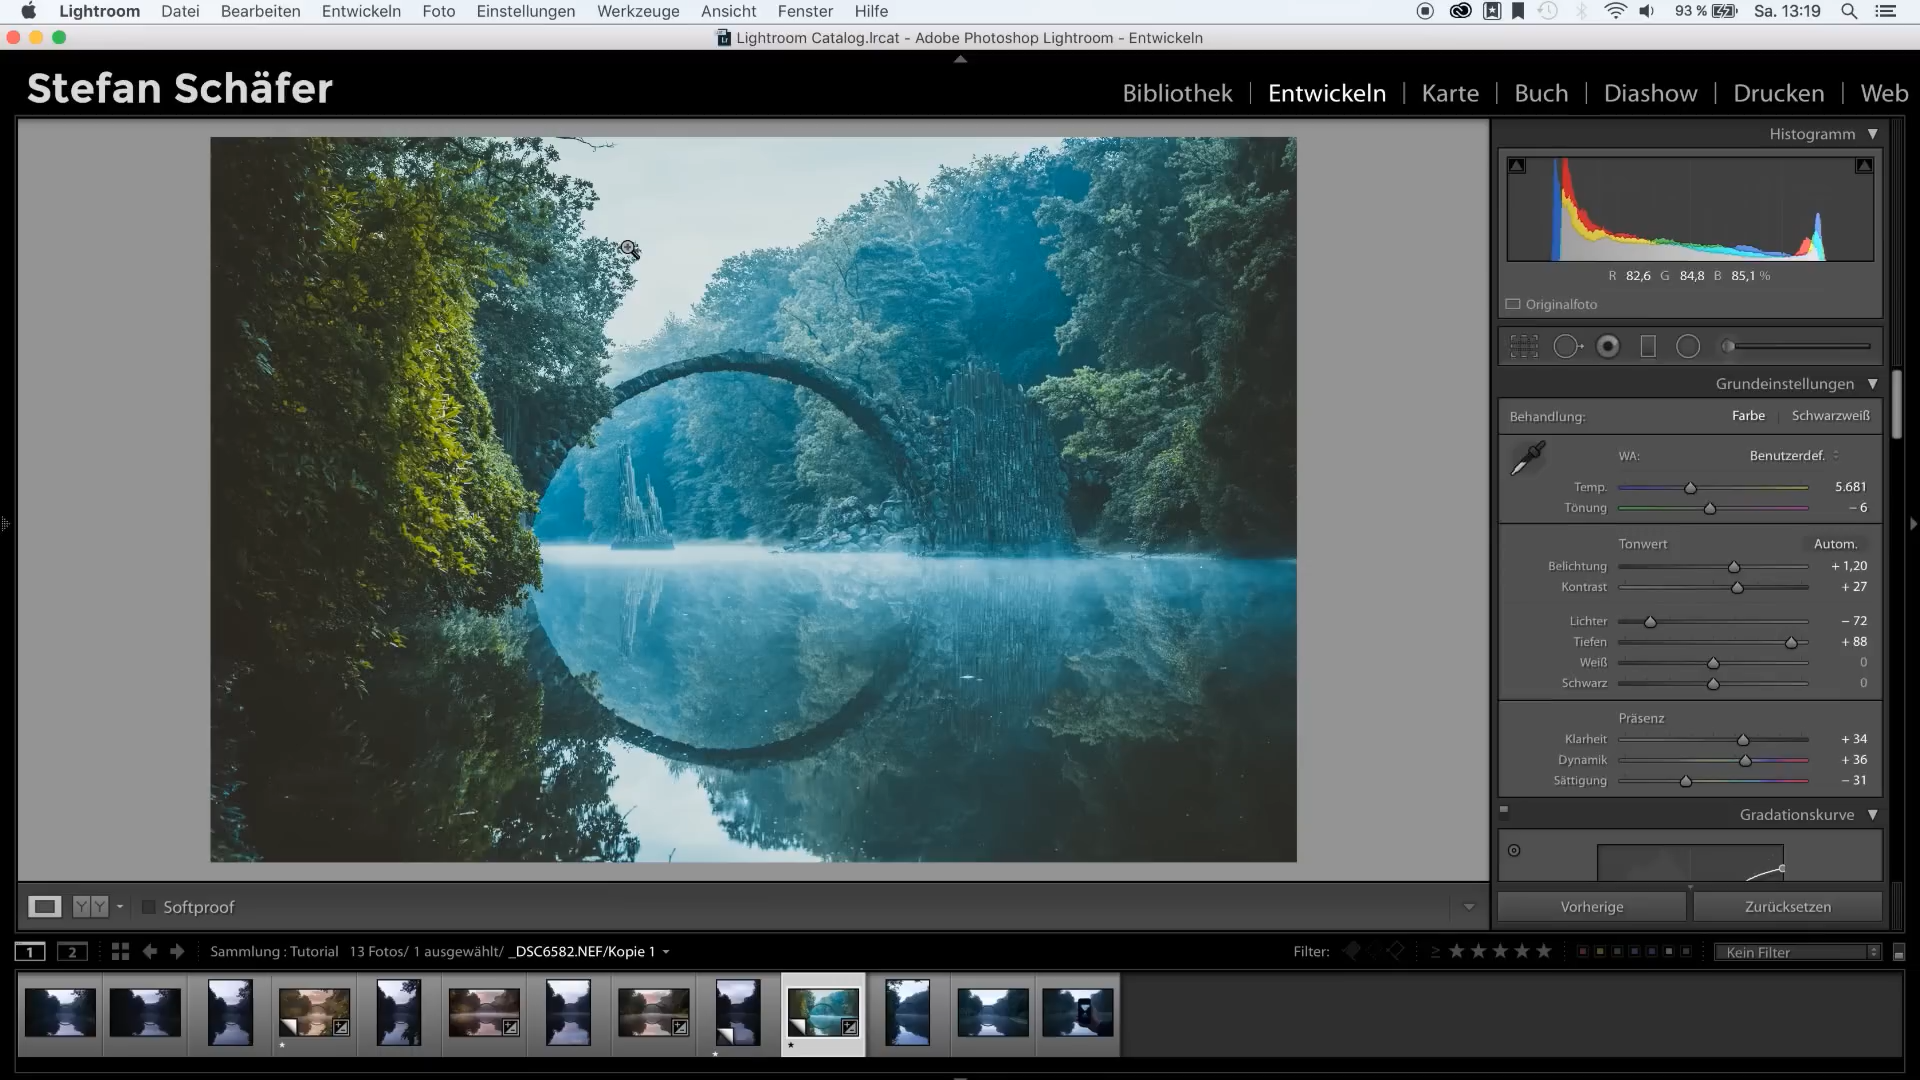 Lightroom Datei Bearbeiten Entwickeln Foto Einstellungen Werkzeuge Ansicht Fenster Hilfe 93 % Sa. 13:19
Lightroom Catalog.lrcat - Adobe Photoshop Lightroom - Entwickeln
Stefan Schäfer
Bibliothek | Entwickeln | Karte | Buch | Diashow | Drucken | Web
Histogramm
R 82,6 G 84,8 B 85,1 %
Originalfoto
Grundeinstellungen
Behandlung: Farbe Schwarzweiß
WA: Benutzerdef.
Temp. 5.681
Tönung – 6
Tonwert Autom.
Belichtung + 1,20
Kontrast + 27
Lichter – 72
Tiefen + 88
Weiß 0
Schwarz 0
Präsenz
Klarheit + 34
Dynamik + 36
Sättigung – 31
Gradationskurve
YY Softproof
Vorherige Zurücksetzen
1 2 Sammlung : Tutorial 13 Fotos/ 1 ausgewählt/ _DSC6582.NEF/Kopie 1 Filter: ≥ ★★★★★ Kein Filter